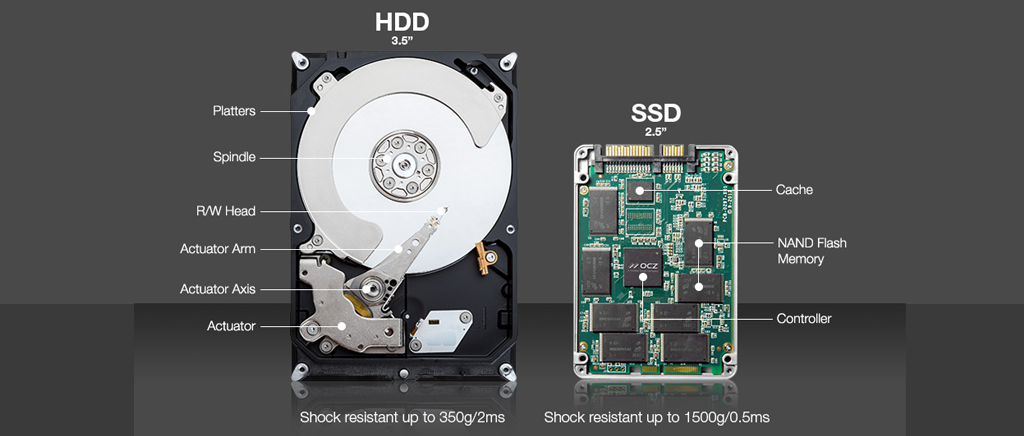 HDD
3.5”
Platters
Spindle
R/W Head
Actuator Arm
Actuator Axis
Actuator
Shock resistant up to 350g/2ms
SSD
2.5”
Cache
NAND Flash
Memory
Controller
OCZ
Shock resistant up to 1500g/0.5ms